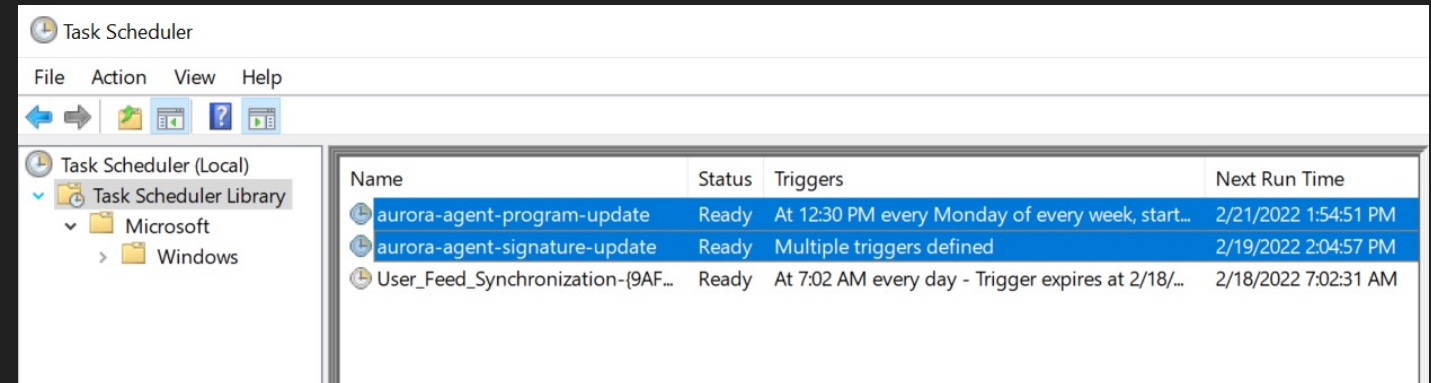 Task Scheduler
File Action View Help
Task Scheduler (Local)
Task Scheduler Library
Microsoft
Windows
Name Status Triggers Next Run Time
aurora-agent-program-update Ready At 12:30 PM every Monday of every week, start... 2/21/2022 1:54:51 PM
aurora-agent-signature-update Ready Multiple triggers defined 2/19/2022 2:04:57 PM
User_Feed_Synchronization-{9AF... Ready At 7:02 AM every day - Trigger expires at 2/18/... 2/18/2022 7:02:31 AM